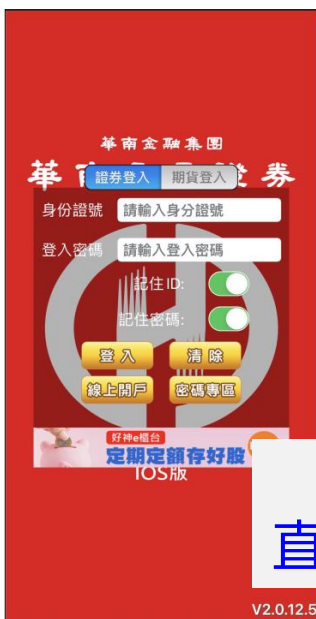 華南金融集團
華南 證券
證券登入 期貨登入
身份證號 請輸入身分證號
登入密碼 請輸入登入密碼
記住ID:
記住密碼:
登入 清除
線上開戶 密碼專區
好神e櫃台
定期定額存好股
IOS版
直
V2.0.12.5